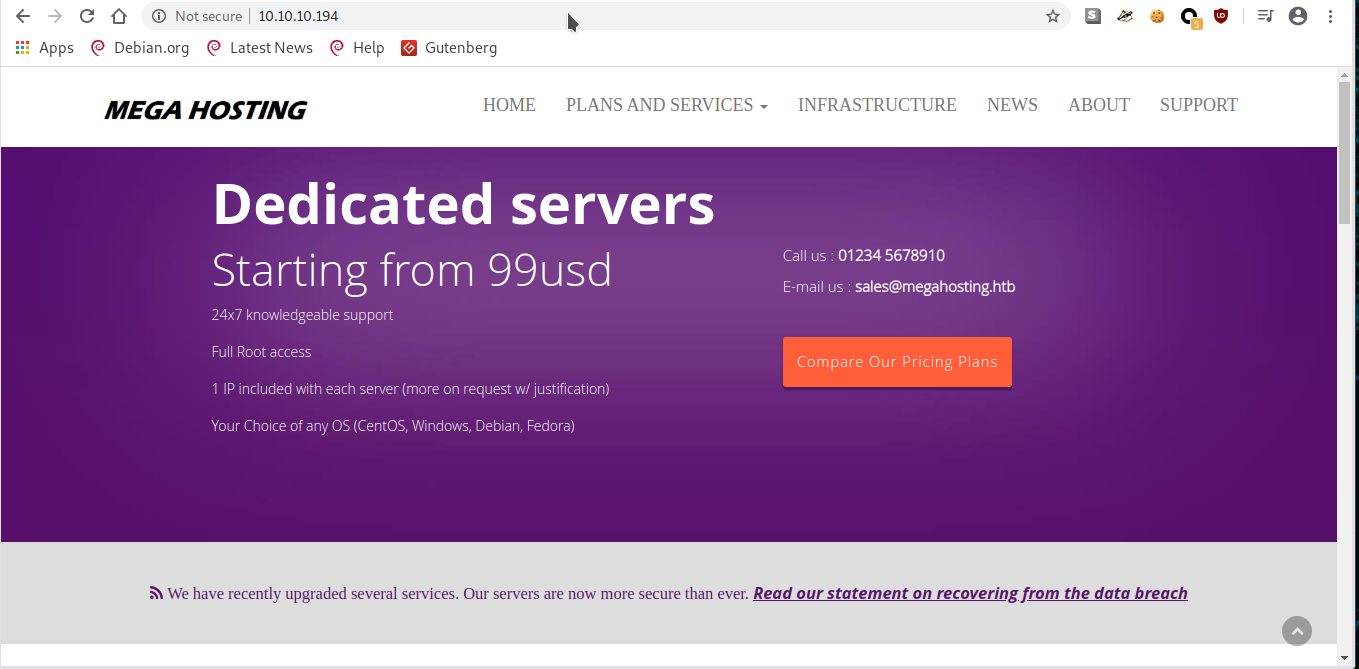 Not secure 10.10.10.194
Apps Debian.org Latest News Help Gutenberg
MEGA HOSTING HOME PLANS AND SERVICES INFRASTRUCTURE NEWS ABOUT SUPPORT
Dedicated servers
Starting from 99usd
24x7 knowledgeable support
Full Root access
1 IP included with each server (more on request w/ justification)
Your Choice of any OS (CentOS, Windows, Debian, Fedora)
Call us : 01234 5678910
E-mail us : sales@megahosting.htb
Compare Our Pricing Plans
We have recently upgraded several services. Our servers are now more secure than ever. Read our statement on recovering from the data breach